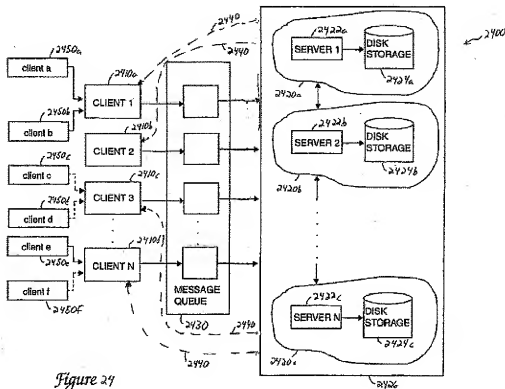 2440
2450a
2410a
2440
2422a
2400
client a
SERVER 1
DISK STORAGE
CLIENT 1
2424a
2450b
2420a
client b
2410b
CLIENT 2
2422b
2450c
SERVER 2
DISK STORAGE
client c
2410c
2424b
2450d
CLIENT 3
2420b
client d
client e
2410d
2450e
CLIENT N
client f
MESSAGE QUEUE
2422c
2450f
2430
2440
SERVER N
DISK STORAGE
2424c
2440
2420c
2426
Figure 24